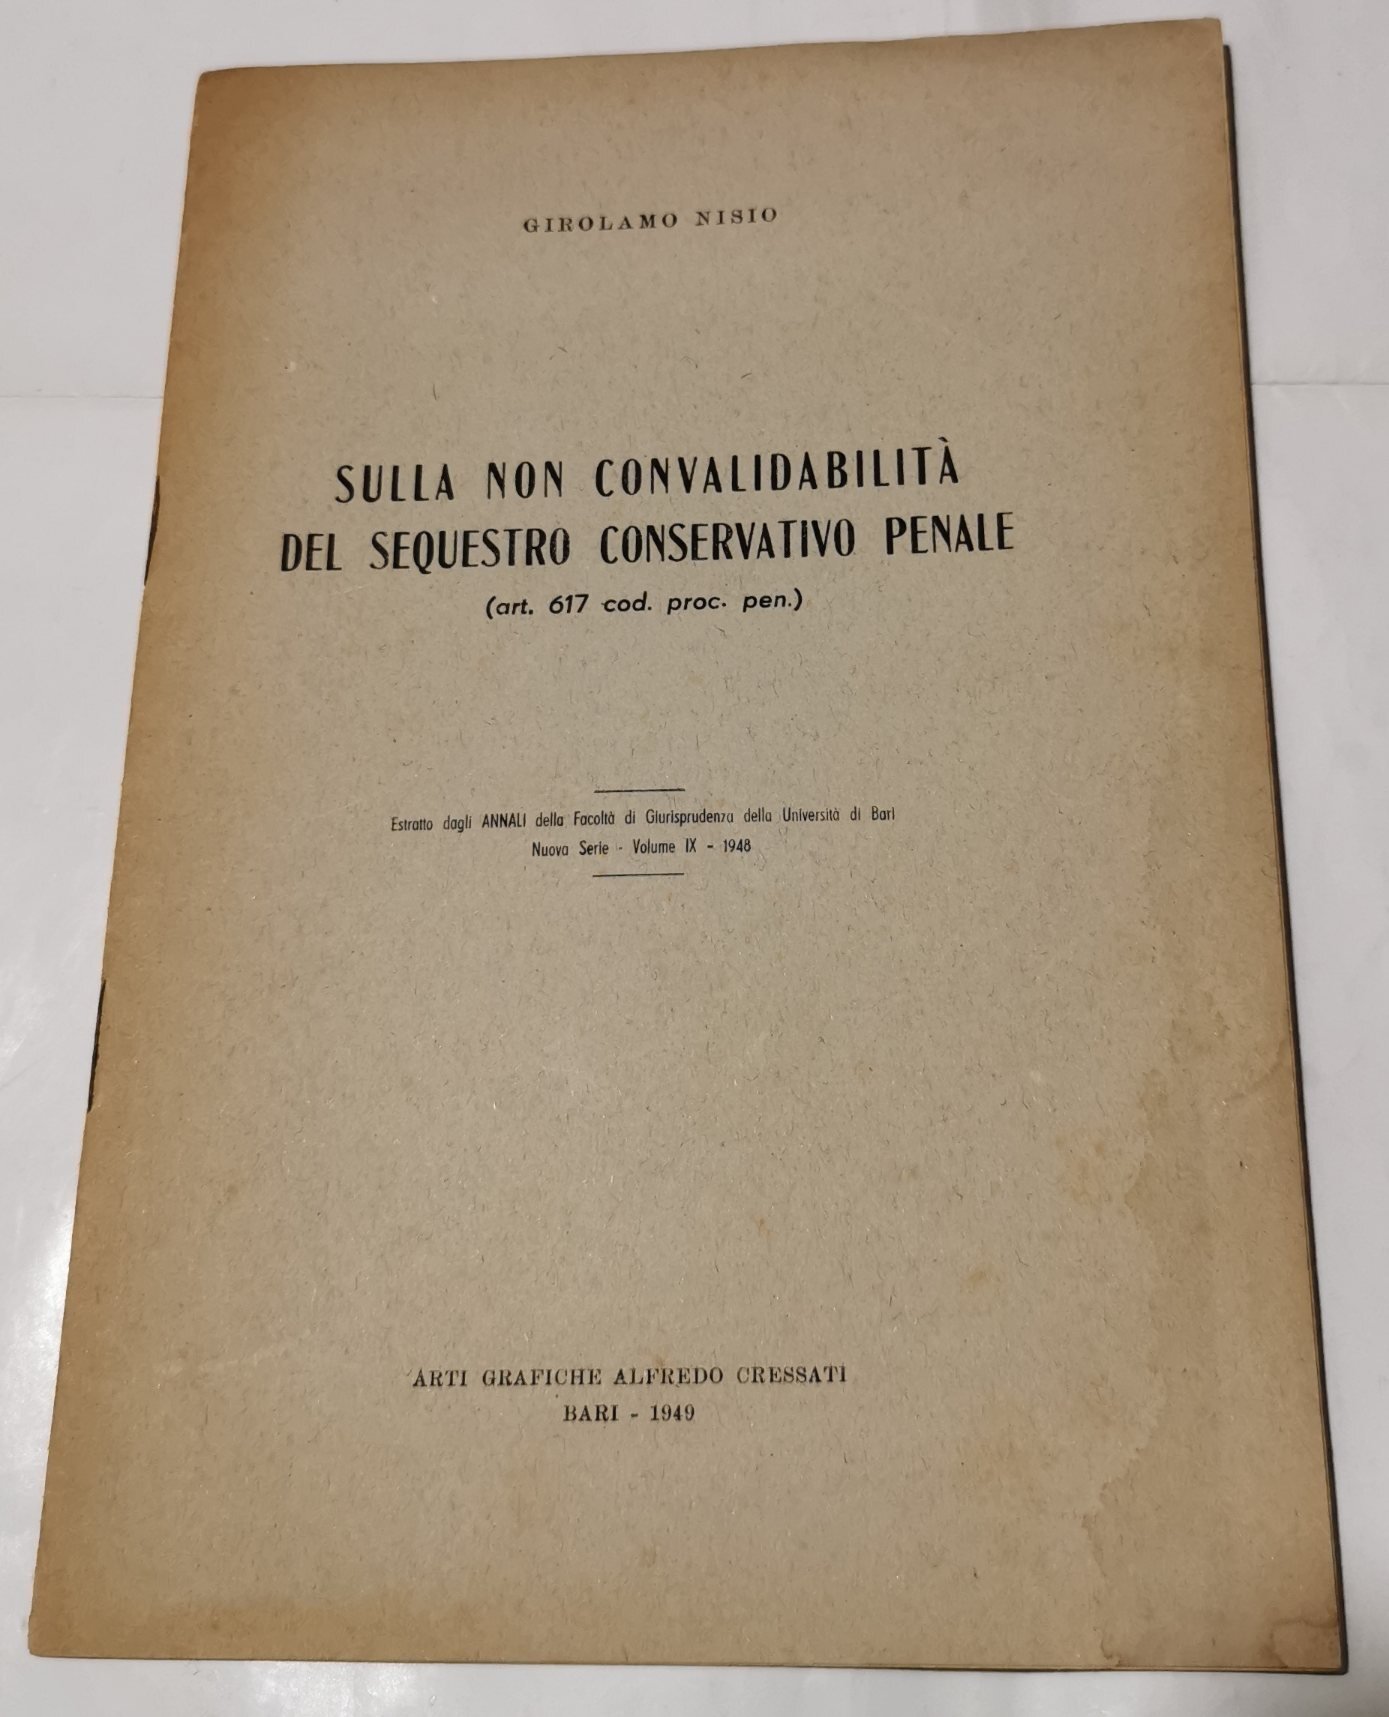 GIROLAMO NISIO
SULLA NON CONVALIDABILITÀ
DEL SEQUESTRO CONSERVATIVO PENALE
(art. 617 cod. proc. pen.)
Estratto dagli ANNALI della Facoltà di Giurisprudenza della Università di Bari
Nuova Serie - Volume IX - 1948
ARTI GRAFICHE ALFREDO CRESSATI
BARI - 1949